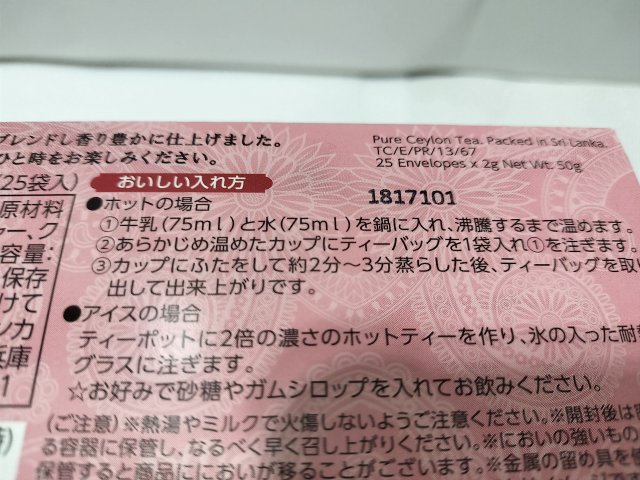 ブレンドし香り豊かに仕上げました。
ひと時をお楽しみください。
Pure Ceylon Tea. Packed in Sri Lanka.
TC/E/PR/13/67
25 Envelopes x 2g Net Wt. 50g
(25袋入)
おいしい入れ方
1817101
原材料
ャー、ク
容量:
保存
けて
ンカ
兵庫
1
●ホットの場合
①牛乳(75ml)と水(75ml)を鍋に入れ、沸騰するまで温めます。
②あらかじめ温めたカップにティーバッグを1袋入れ①を注ぎます。
③カップにふたをして約2分〜3分蒸らした後、ティーバッグを取り
出して出来上がりです。
●アイスの場合
ティーポットに2倍の濃さのホットティーを作り、氷の入った耐
グラスに注ぎます。
☆お好みで砂糖やガムシロップを入れてお飲みください。
(ご注意)※熱湯やミルクで火傷しないようご注意ください。※開封後は
る容器に保管し、なるべく早く召し上がりください。※においの強いもの
保管すると商品ににおいが移ることがございます。※金属の留め具を使